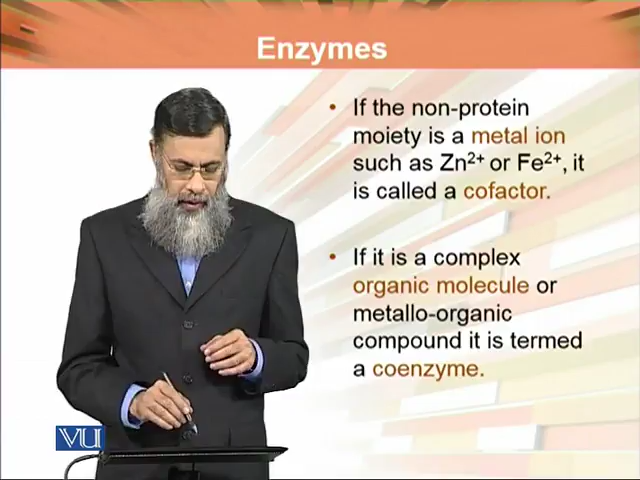 Enzymes
• If the non-protein
moiety is a metal ion
such as Zn²⁺ or Fe²⁺, it
is called a cofactor.
• If it is a complex
organic molecule or
metallo-organic
compound it is termed
a coenzyme.
VU